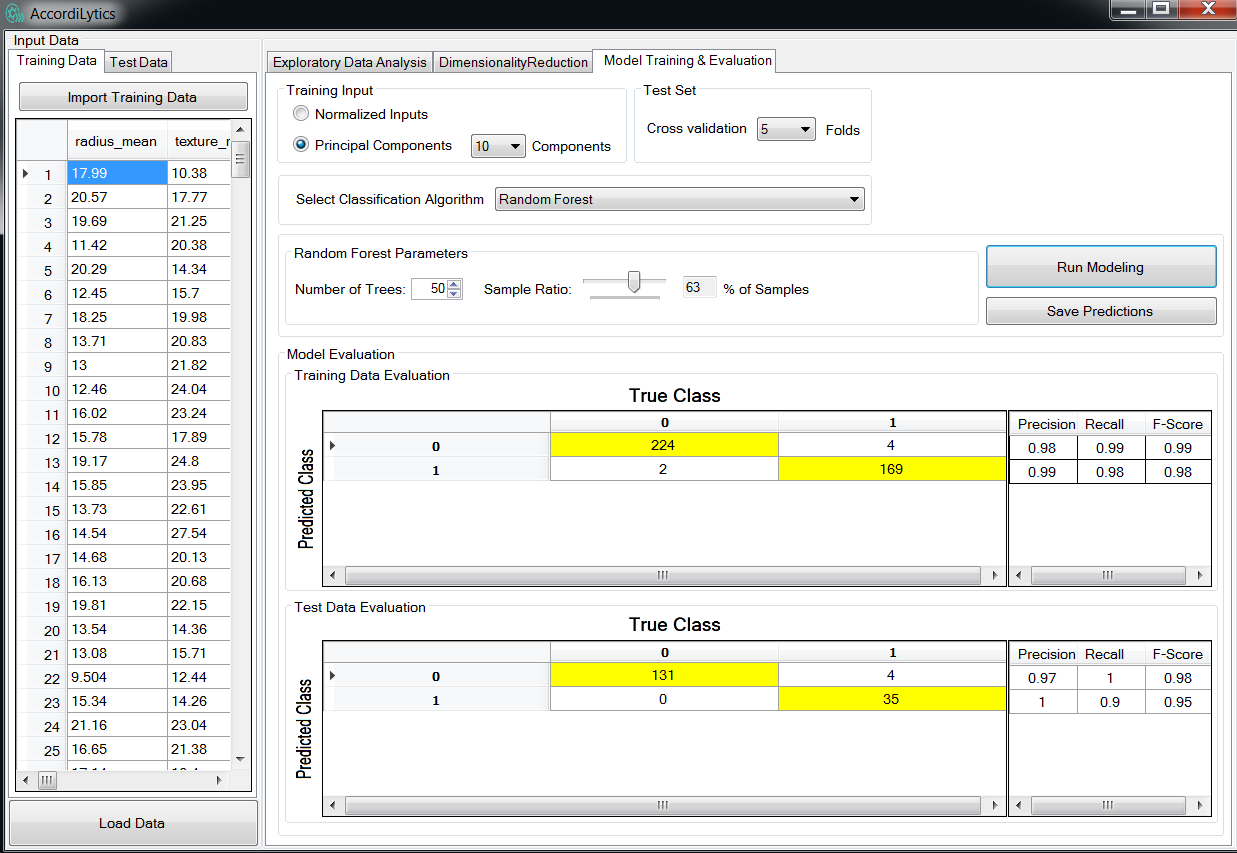 AccordiLytics
Input Data
Training Data Test Data
Import Training Data
radius_mean texture_r
1 17.99 10.38
2 20.57 17.77
3 19.69 21.25
4 11.42 20.38
5 20.29 14.34
6 12.45 15.7
7 18.25 19.98
8 13.71 20.83
9 13 21.82
10 12.46 24.04
11 16.02 23.24
12 15.78 17.89
13 19.17 24.8
14 15.85 23.95
15 13.73 22.61
16 14.54 27.54
17 14.68 20.13
18 16.13 20.68
19 19.81 22.15
20 13.54 14.36
21 13.08 15.71
22 9.504 12.44
23 15.34 14.26
24 21.16 23.04
25 16.65 21.38
Load Data
Exploratory Data Analysis DimensionalityReduction Model Training & Evaluation
Training Input
Normalized Inputs
Principal Components 10 Components
Test Set
Cross validation 5 Folds
Select Classification Algorithm Random Forest
Random Forest Parameters
Number of Trees: 50 Sample Ratio: 63 % of Samples
Run Modeling
Save Predictions
Model Evaluation
Training Data Evaluation
True Class
Predicted Class
0 1 Precision Recall F-Score
0 224 4 0.98 0.99 0.99
1 2 169 0.99 0.98 0.98
Test Data Evaluation
True Class
Predicted Class
0 1 Precision Recall F-Score
0 131 4 0.97 1 0.98
1 0 35 1 0.9 0.95